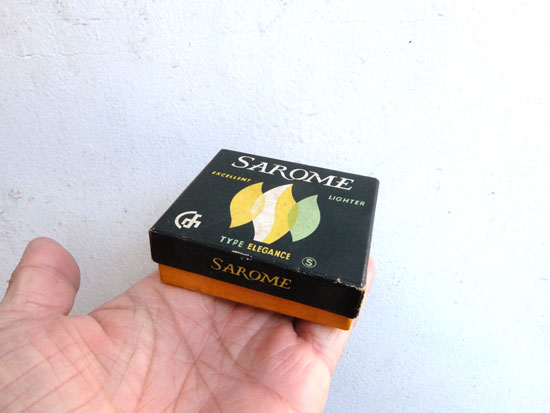 SAROME
EXCELLENT
LIGHTER
TYPE ELEGANCE
S
SAROME